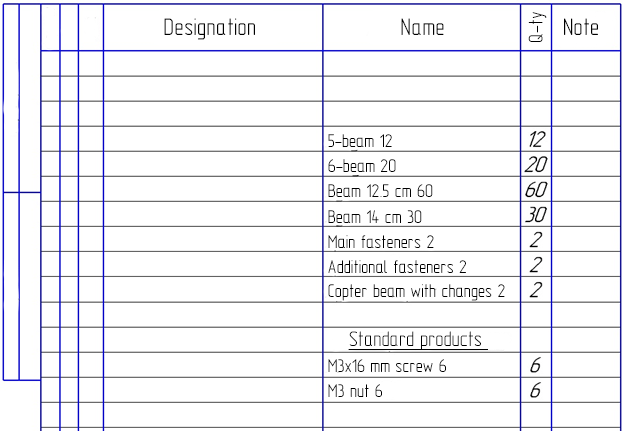 Designation Name Q-ty Note
5-beam 12 12
6-beam 20 20
Beam 12.5 cm 60 60
Beam 14 cm 30 30
Main fasteners 2 2
Additional fasteners 2 2
Copter beam with changes 2 2
Standard products
M3x16 mm screw 6 6
M3 nut 6 6